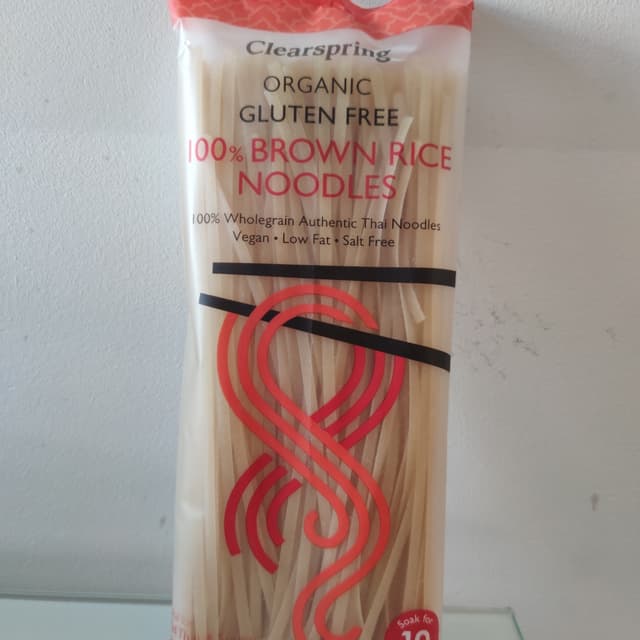 Clearspring
ORGANIC
GLUTEN FREE
100% BROWN RICE
NOODLES
100% Wholegrain Authentic Thai Noodles
Vegan • Low Fat • Salt Free
Soak for
10